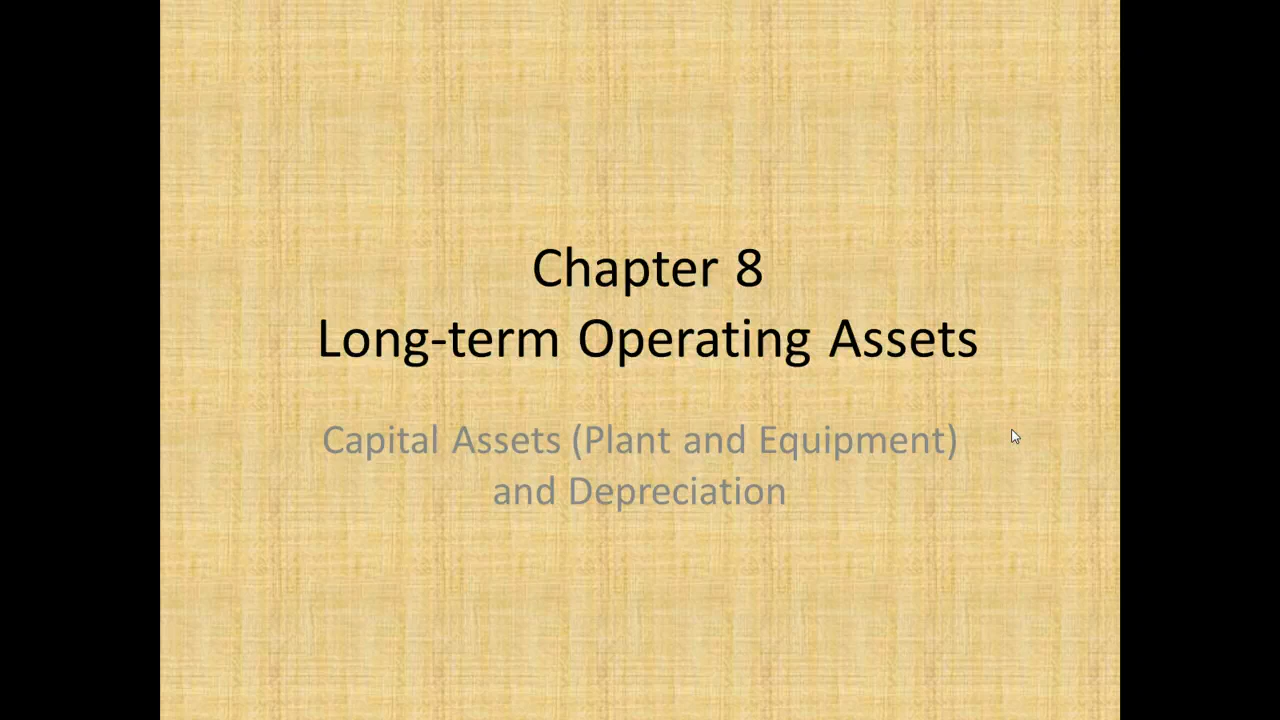 Chapter 8
Long-term Operating Assets
Capital Assets (Plant and Equipment)
and Depreciation